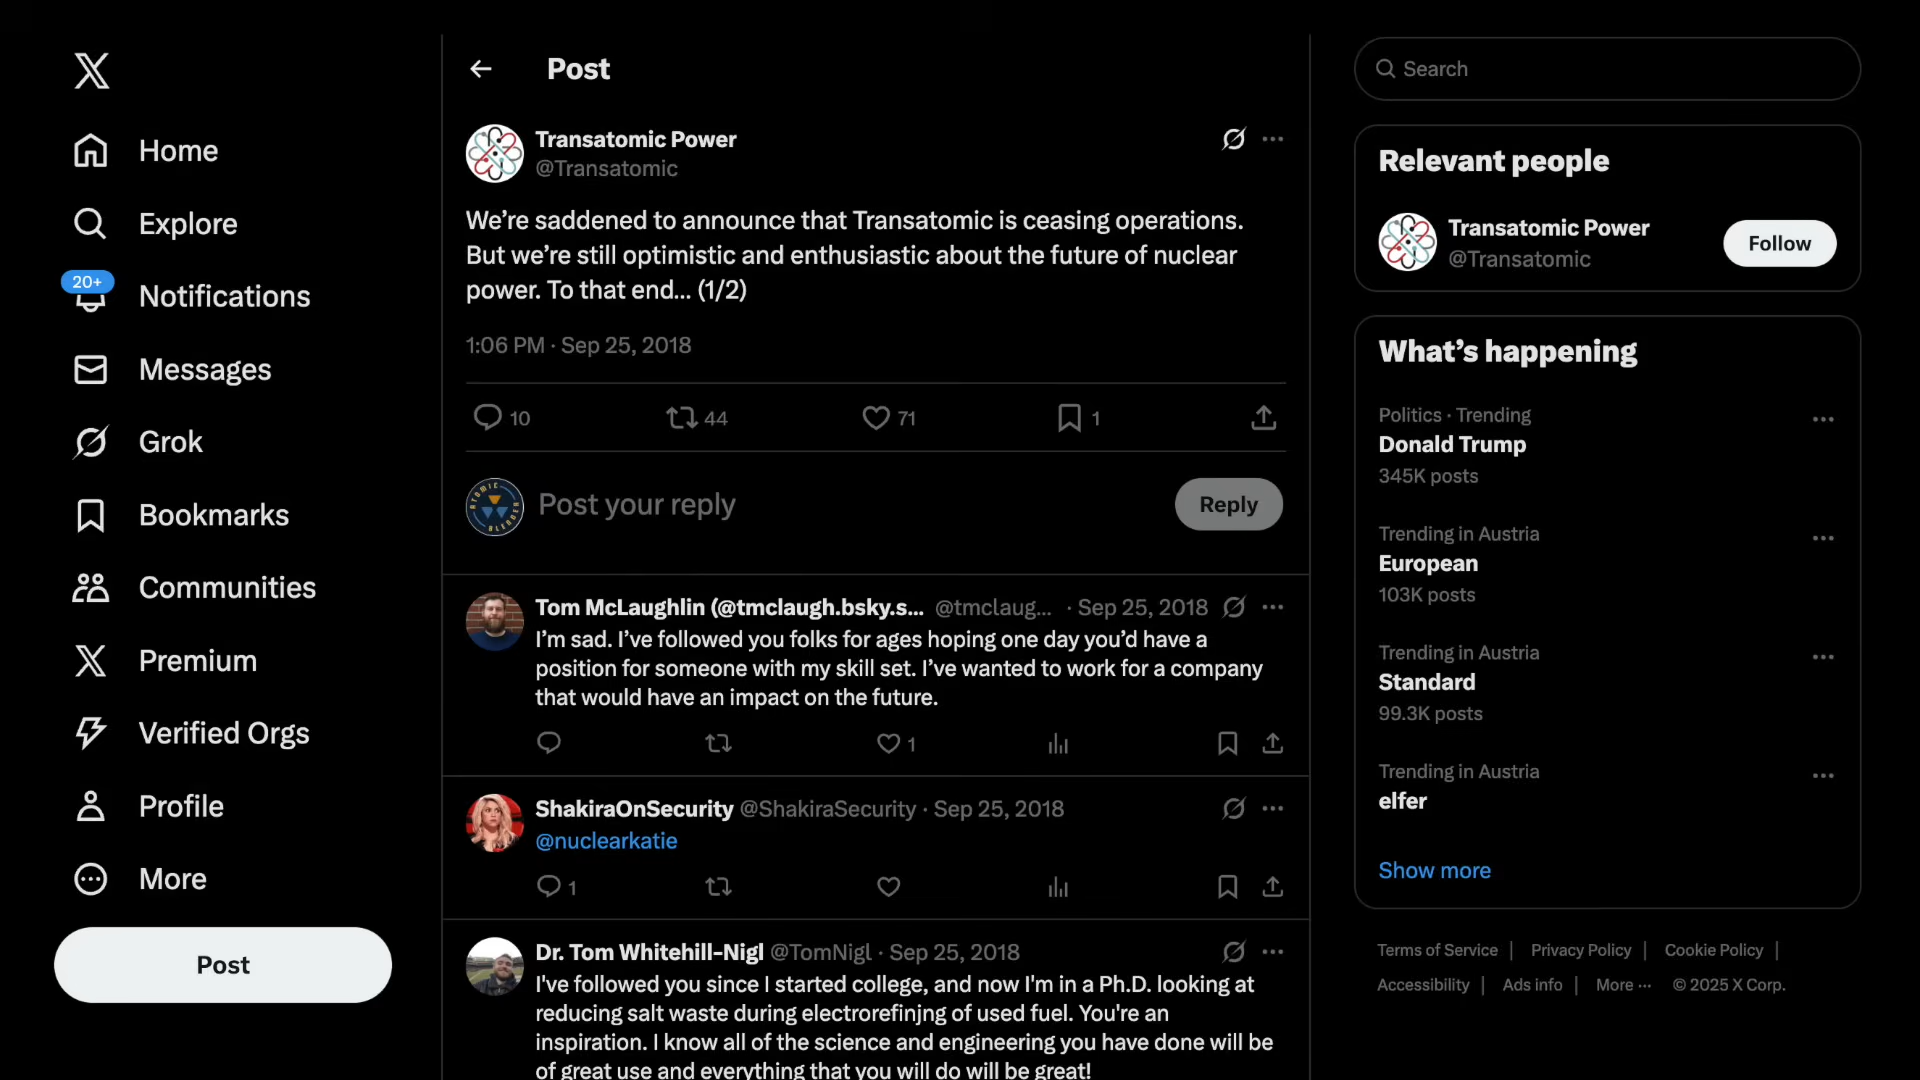 Home
Explore
20+
Notifications
Messages
Grok
Bookmarks
Communities
Premium
Verified Orgs
Profile
More
Post
Post
Transatomic Power
@Transatomic
We’re saddened to announce that Transatomic is ceasing operations.
But we’re still optimistic and enthusiastic about the future of nuclear
power. To that end... (1/2)
1:06 PM · Sep 25, 2018
10 44 71 1
ATOMIC BLENDER
Post your reply
Reply
Tom McLaughlin (@tmclaugh.bsky.s... @tmclaug... · Sep 25, 2018
I’m sad. I’ve followed you folks for ages hoping one day you’d have a
position for someone with my skill set. I’ve wanted to work for a company
that would have an impact on the future.
1
ShakiraOnSecurity @ShakiraSecurity · Sep 25, 2018
@nuclearkatie
1
Dr. Tom Whitehill-Nigl @TomNigl · Sep 25, 2018
I've followed you since I started college, and now I'm in a Ph.D. looking at
reducing salt waste during electrorefinjng of used fuel. You're an
inspiration. I know all of the science and engineering you have done will be
of great use and everything that you will do will be great!
Search
Relevant people
Transatomic Power
@Transatomic
Follow
What’s happening
Politics · Trending
Donald Trump
345K posts
Trending in Austria
European
103K posts
Trending in Austria
Standard
99.3K posts
Trending in Austria
elfer
Show more
Terms of Service | Privacy Policy | Cookie Policy |
Accessibility | Ads info | More ··· © 2025 X Corp.